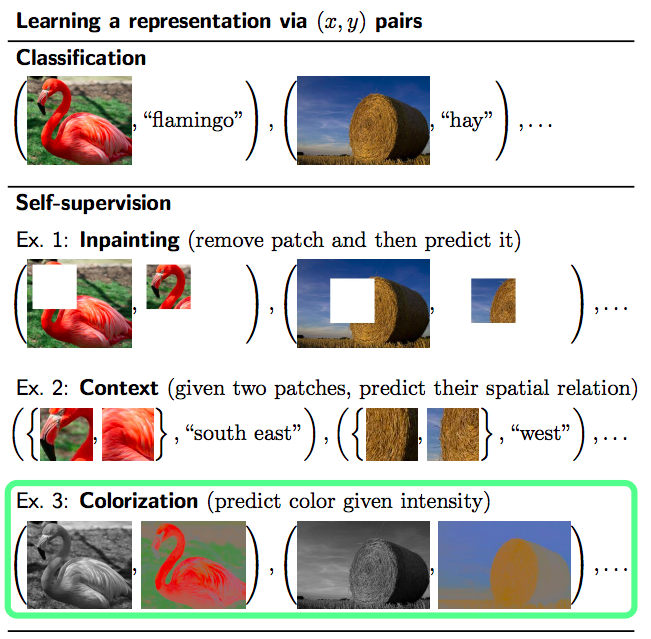 Learning a representation via (x, y) pairs
Classification
( , “flamingo” ) , ( , “hay” ) , ...
Self-supervision
Ex. 1: Inpainting (remove patch and then predict it)
( , ) , ( , ) , ...
Ex. 2: Context (given two patches, predict their spatial relation)
( { , } , “south east” ) , ( { , } , “west” ) , ...
Ex. 3: Colorization (predict color given intensity)
( , ) , ( , ) , ...